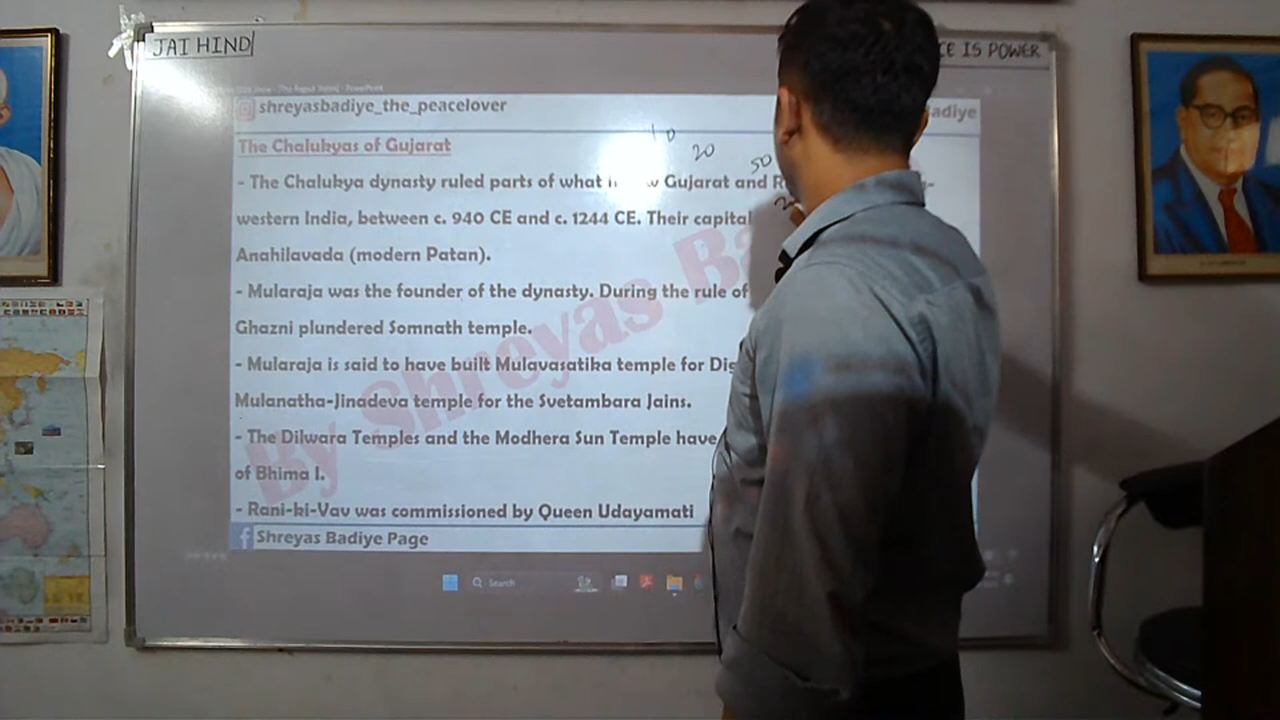 JAI HIND
CE IS POWER
shreyasbadiye_the_peacelover
adiye
The Chalukyas of Gujarat
10
20
50
- The Chalukya dynasty ruled parts of what Gujarat and
western India, between c. 940 CE and c. 1244 CE. Their capital
Anahilavada (modern Patan).
- Mularaja was the founder of the dynasty. During the rule of
Ghazni plundered Somnath temple.
- Mularaja is said to have built Mulavasatika temple for
Mulanatha-Jinadeva temple for the Svetambara Jains.
- The Dilwara Temples and the Modhera Sun Temple have
of Bhima I.
- Rani-ki-Vav was commissioned by Queen Udayamati
By Shreyas Ba
f Shreyas Badiye Page
Search